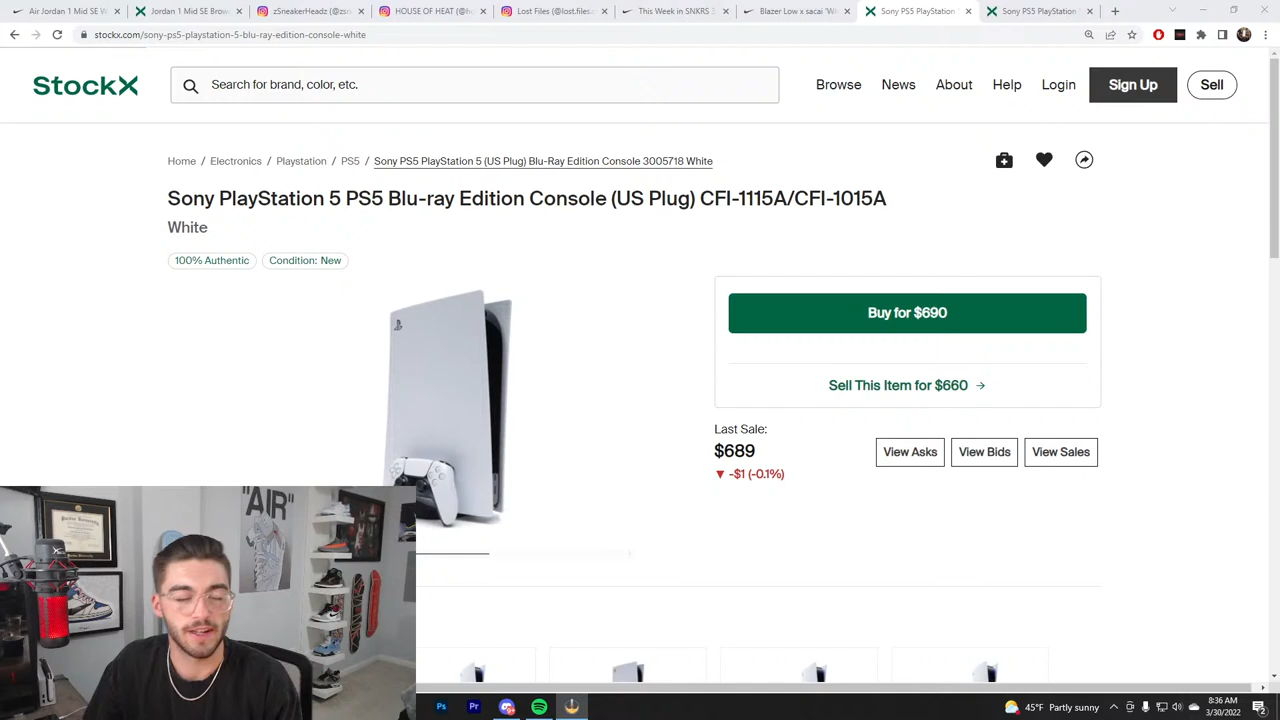 Air Jordan 1 Mid SE W
Jordan 1 Mid SE Brow
zSneakerHeadz (@zsn
HOUSE OF HEAT (@h
Lost Files (@lost.files.
This Week in SNKRS S
Blazer Low x sacai 'Wh
Sony PS5 PlayStation 5
Sony PS5 PlayStation
stockx.com/sony-ps5-playstation-5-blu-ray-edition-console-white
StockX
Search for brand, color, etc.
Browse News About Help Login Sign Up Sell
Home / Electronics / Playstation / PS5 / Sony PS5 PlayStation 5 (US Plug) Blu-Ray Edition Console 3005718 White
Sony PlayStation 5 PS5 Blu-ray Edition Console (US Plug) CFI-1115A/CFI-1015A
White
100% Authentic Condition: New
Buy for $690
Sell This Item for $660 →
Last Sale:
$689
▼ -$1 (-0.1%)
View Asks View Bids View Sales
"AIR"
Ps Pr
45°F Partly sunny
8:36 AM
3/30/2022
2